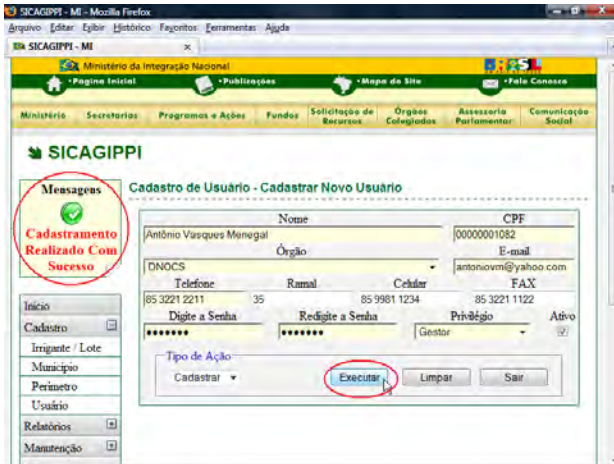 SICAGIPPI - MI - Mozilla Firefox
Arquivo Editar Exibir Histórico Favoritos Ferramentas Ajuda
SICAGIPPI - MI
Ministério da Integração Nacional
BRASIL
•Pagina Inicial •Publicações •Mapa do Site •Fale Conosco
Ministério Secretarias Programas e Ações Fundos Solicitação de Recursos Órgãos Colegiados Assessoria Parlamentar Comunicação Social
SICAGIPPI
Mensagens
Cadastramento
Realizado Com
Sucesso
Início
Cadastro
Irrigante / Lote
Município
Perímetro
Usuário
Relatórios
Manutenção
Cadastro de Usuário - Cadastrar Novo Usuário
Nome CPF
Antônio Vasques Menegal 00000001082
Órgão E-mail
DNOCS antoniovm@yahoo.com
Telefone Ramal Celular FAX
85 3221 2211 35 85 9981 1234 85 3221 1122
Digite a Senha Redigite a Senha Privilégio Ativo
••••••• ••••••• Gestor
Tipo de Ação
Cadastrar Executar Limpar Sair